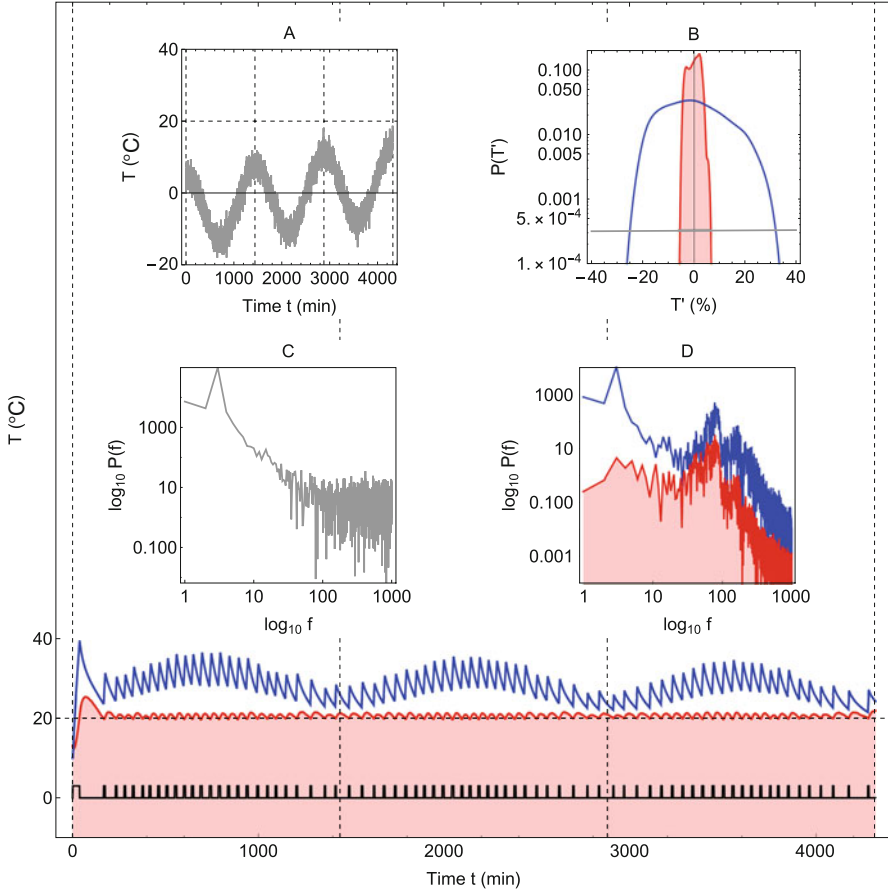 A
40
20
0
−20
T (°C)
0 1000 2000 3000 4000
Time t (min)
B
0.100
0.050
0.010
0.005
0.001
5.×10⁻⁴
1.×10⁻⁴
P(T')
−40 −20 0 20 40
T' (%)
C
1000
10
0.100
log₁₀ P(f)
1 10 100 1000
log₁₀ f
D
1000
10
0.100
0.001
log₁₀ P(f)
1 10 100 1000
log₁₀ f
T (°C)
40
20
0
0 1000 2000 3000 4000
Time t (min)